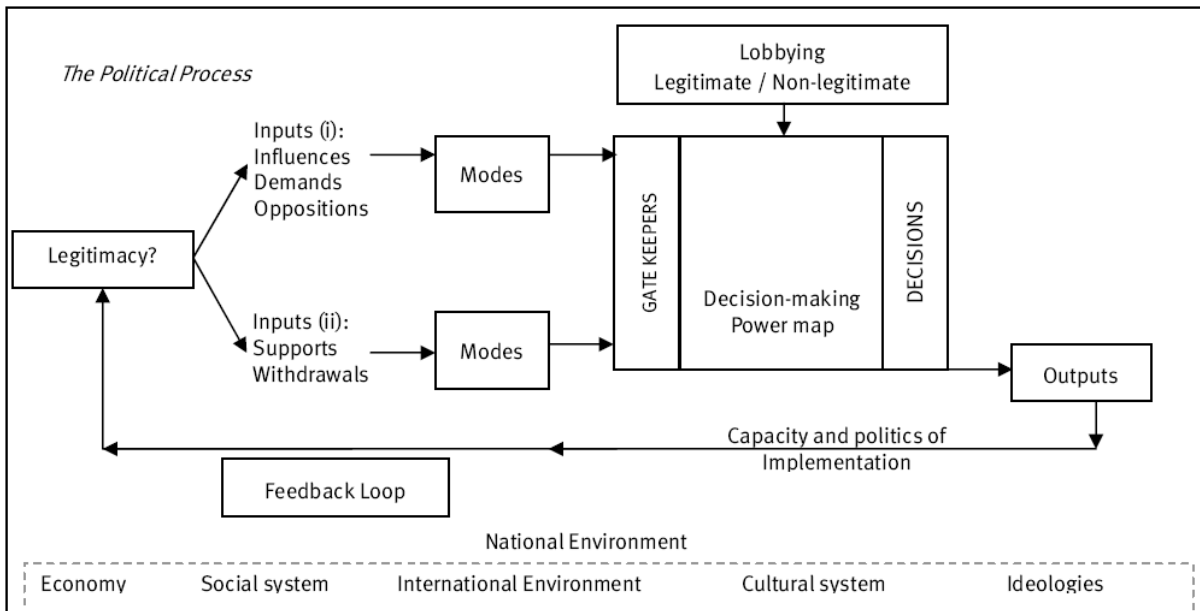 The Political Process
Lobbying
Legitimate / Non-legitimate
Inputs (i):
Influences
Demands
Oppositions
Modes
Legitimacy?
GATE KEEPERS
Decision-making
Power map
DECISIONS
Inputs (ii):
Supports
Withdrawals
Modes
Outputs
Capacity and politics of
Implementation
Feedback Loop
National Environment
Economy Social system International Environment Cultural system Ideologies